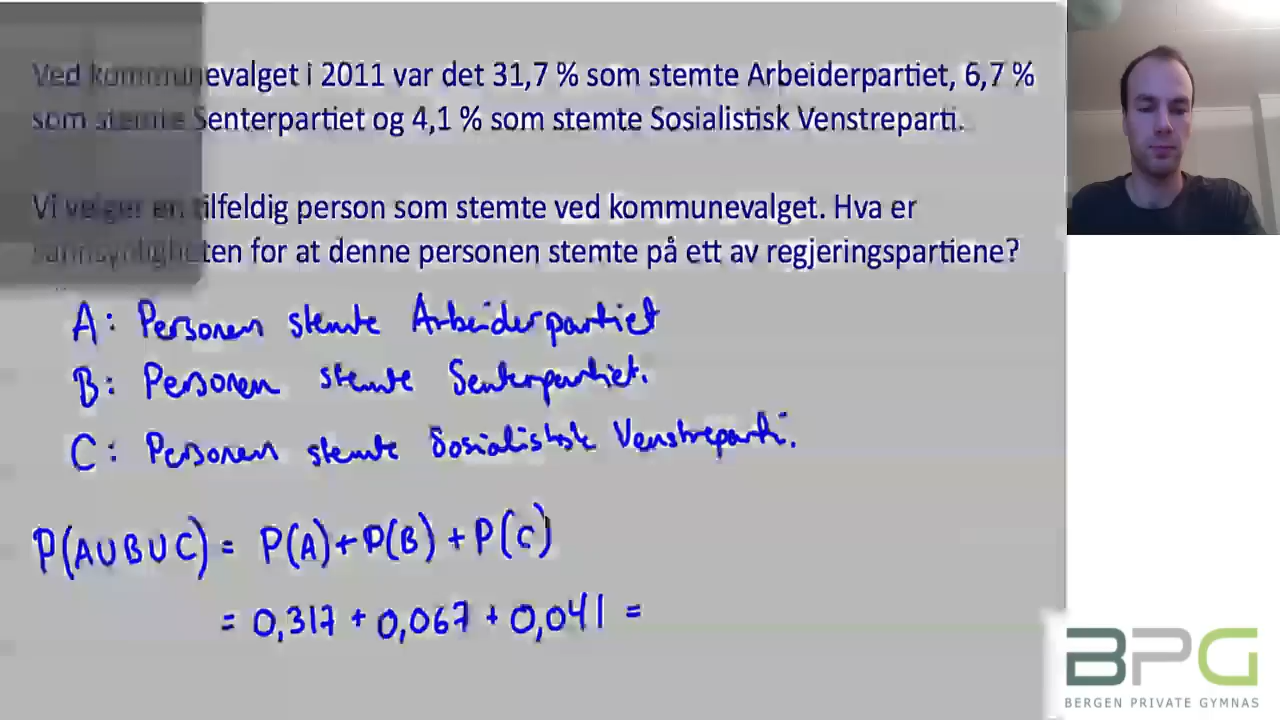 Ved kommunevalget i 2011 var det 31,7 % som stemte Arbeiderpartiet, 6,7 %
som stemte Senterpartiet og 4,1 % som stemte Sosialistisk Venstreparti.
Vi velger en tilfeldig person som stemte ved kommunevalget. Hva er
sannsynligheten for at denne personen stemte på ett av regjeringspartiene?
A: Personen stemte Arbeiderpartiet
B: Personen stemte Senterpartiet.
C: Personen stemte Sosialistisk Venstreparti.
P(A∪B∪C) = P(A)+P(B)+P(C)
= 0,317 + 0,067 + 0,041 =
BPG
BERGEN PRIVATE GYMNAS